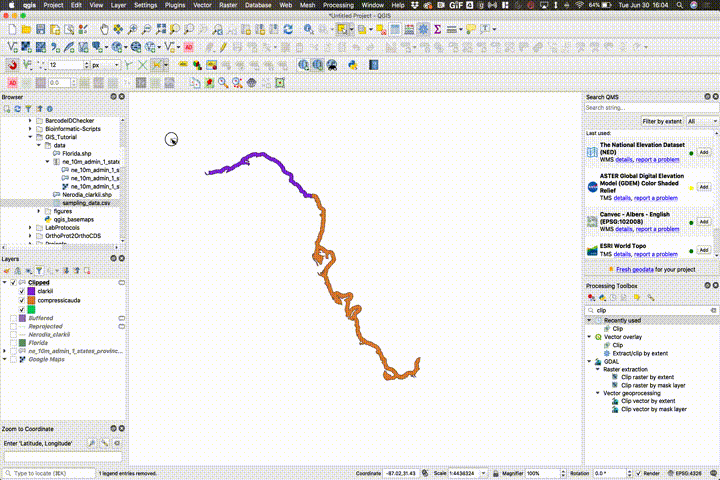 qgis Project Edit View Layer Settings Plugins Vector Raster Database Web Mesh Processing Window Help
64% Tue Jun 30 16:04
*Untitled Project — QGIS
12 px
0.0
Browser
BarcodeIDChecker
Bioinformatic-Scripts
GIS_Tutorial
data
Florida.shp
ne_10m_admin_1_states
ne_10m_admin_1_s
ne_10m_admin_1_s
ne_10m_admin_1_s
Nerodia_clarkii.shp
sampling_data.csv
figures
qgis_basemaps
LabProtocols
OrthoProt2OrthoCDS
Layers
Clipped
clarkii
compressicauda
Buffered
Reprojected
Nerodia_clarkii
Florida
ne_10m_admin_1_states_provinc...
Google Maps
Zoom to Coordinate
Enter 'Latitude, Longitude'
Search QMS
Search string...
Filter by extent All
Last used:
The National Elevation Dataset (NED)
WMS details, report a problem
Add
ASTER Global Digital Elevation Model (GDEM) Color Shaded Relief
TMS details, report a problem
Add
Canvec - Albers - English (EPSG:102008)
WMS details, report a problem
Add
ESRI World Topo
TMS details, report a problem
Add
Fresh geodata for your project
Processing Toolbox
clip
Recently used
Clip
Vector overlay
Clip
Extract/clip by extent
GDAL
Raster extraction
Clip raster by extent
Clip raster by mask layer
Vector geoprocessing
Clip vector by extent
Clip vector by mask layer
Type to locate (⌘K) 1 legend entries removed. Coordinate -87.02,31.43 Scale 1:4436324 Magnifier 100% Rotation 0.0 ° Render EPSG:4326